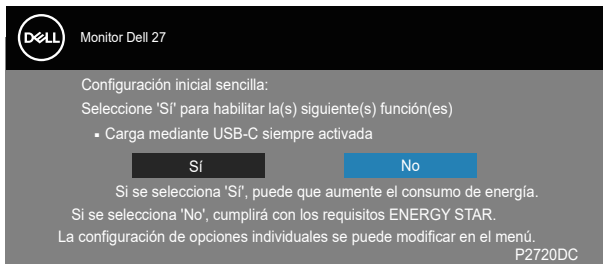 DELL
Monitor Dell 27
Configuración inicial sencilla:
Seleccione 'Sí' para habilitar la(s) siguiente(s) función(es)
▪ Carga mediante USB-C siempre activada
Sí No
Si se selecciona 'Sí', puede que aumente el consumo de energía.
Si se selecciona 'No', cumplirá con los requisitos ENERGY STAR.
La configuración de opciones individuales se puede modificar en el menú.
P2720DC